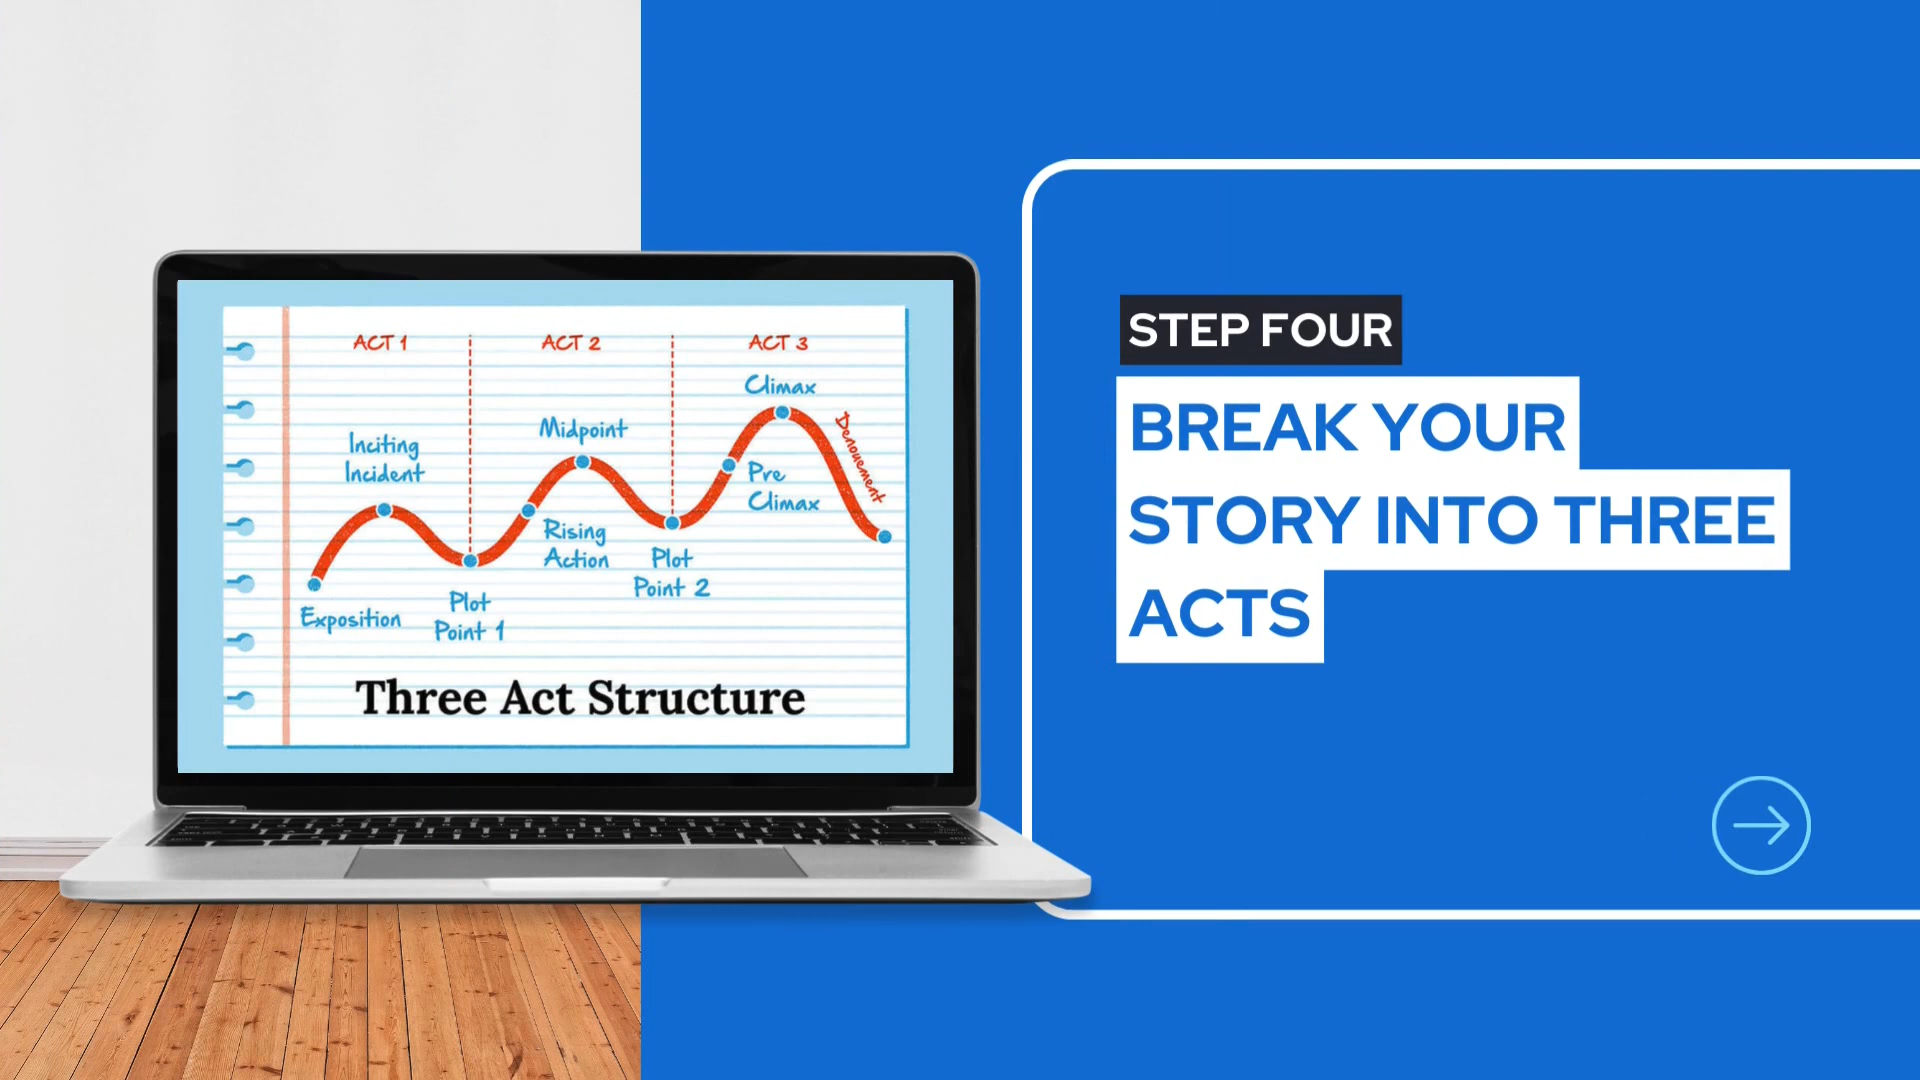 ACT 1
ACT 2
ACT 3
Climax
Denouement
Midpoint
Inciting
Incident
Pre
Climax
Rising
Action
Plot
Point 2
Plot
Point 1
Exposition
Three Act Structure
STEP FOUR
BREAK YOUR
STORY INTO THREE
ACTS